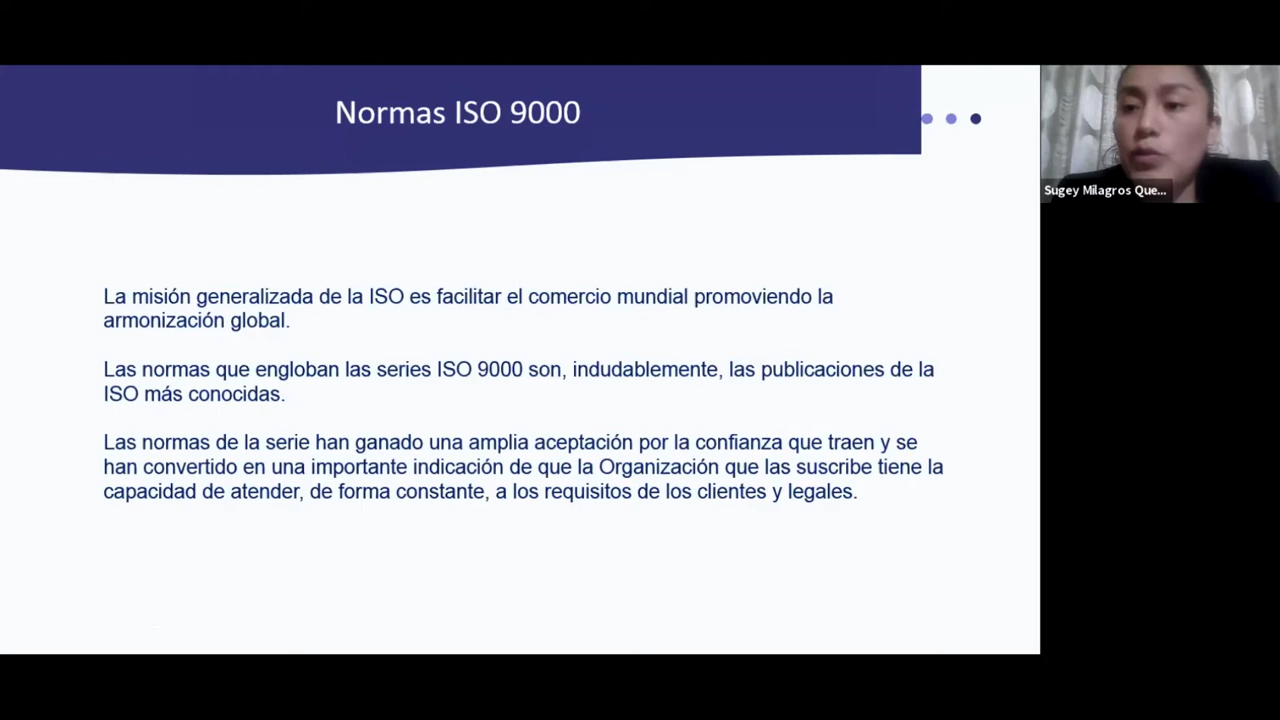 Normas ISO 9000
Sugey Milagros Que...
La misión generalizada de la ISO es facilitar el comercio mundial promoviendo la
armonización global.
Las normas que engloban las series ISO 9000 son, indudablemente, las publicaciones de la
ISO más conocidas.
Las normas de la serie han ganado una amplia aceptación por la confianza que traen y se
han convertido en una importante indicación de que la Organización que las suscribe tiene la
capacidad de atender, de forma constante, a los requisitos de los clientes y legales.